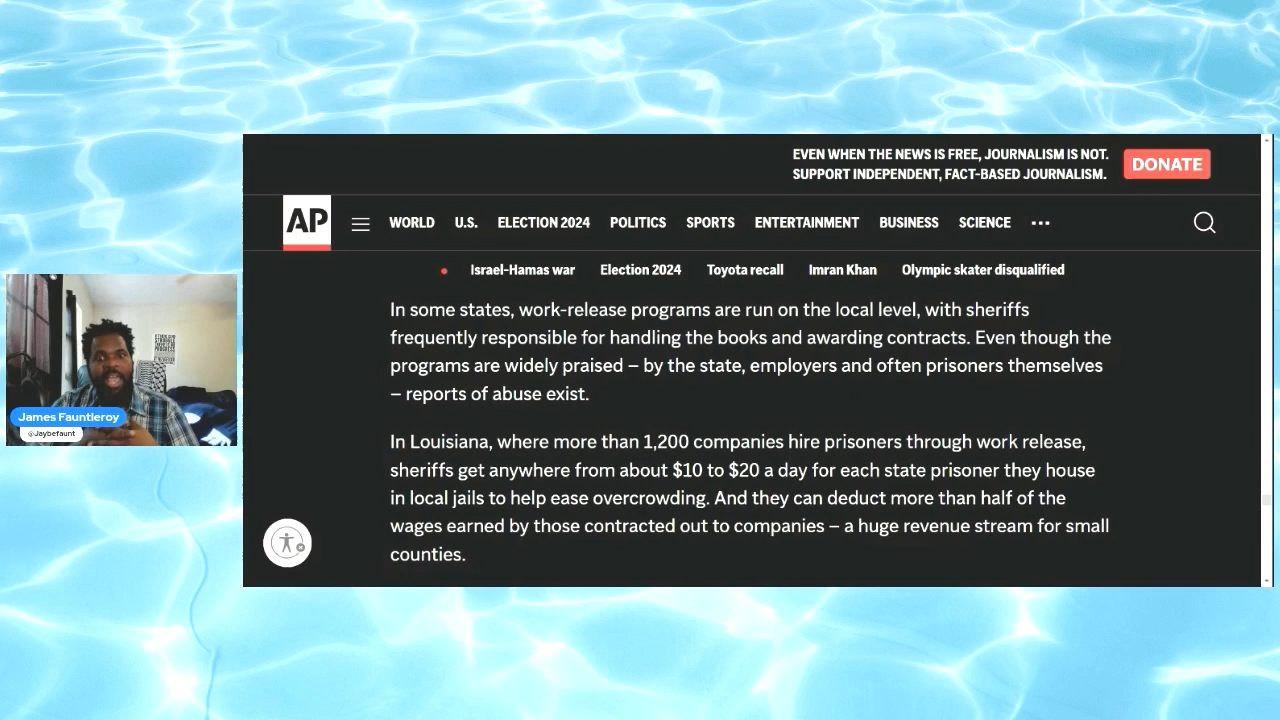 EVEN WHEN THE NEWS IS FREE, JOURNALISM IS NOT.
SUPPORT INDEPENDENT, FACT-BASED JOURNALISM.
DONATE
AP
WORLD U.S. ELECTION 2024 POLITICS SPORTS ENTERTAINMENT BUSINESS SCIENCE
Israel-Hamas war Election 2024 Toyota recall Imran Khan Olympic skater disqualified
In some states, work-release programs are run on the local level, with sheriffs
frequently responsible for handling the books and awarding contracts. Even though the
programs are widely praised – by the state, employers and often prisoners themselves
– reports of abuse exist.
In Louisiana, where more than 1,200 companies hire prisoners through work release,
sheriffs get anywhere from about $10 to $20 a day for each state prisoner they house
in local jails to help ease overcrowding. And they can deduct more than half of the
wages earned by those contracted out to companies – a huge revenue stream for small
counties.
James Fauntleroy
@Jaybefaunt